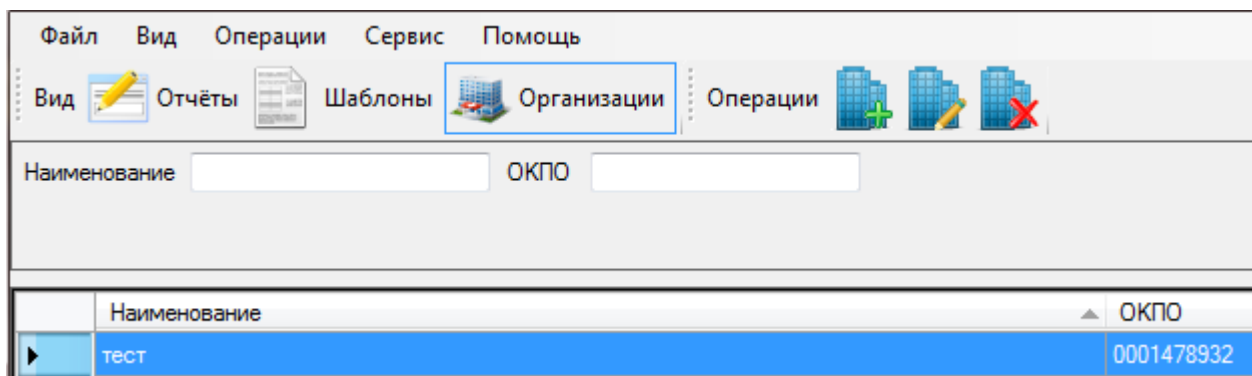 Файл Вид Операции Сервис Помощь
Вид Отчёты Шаблоны Организации Операции
Наименование ОКПО
Наименование ОКПО
тест 0001478932